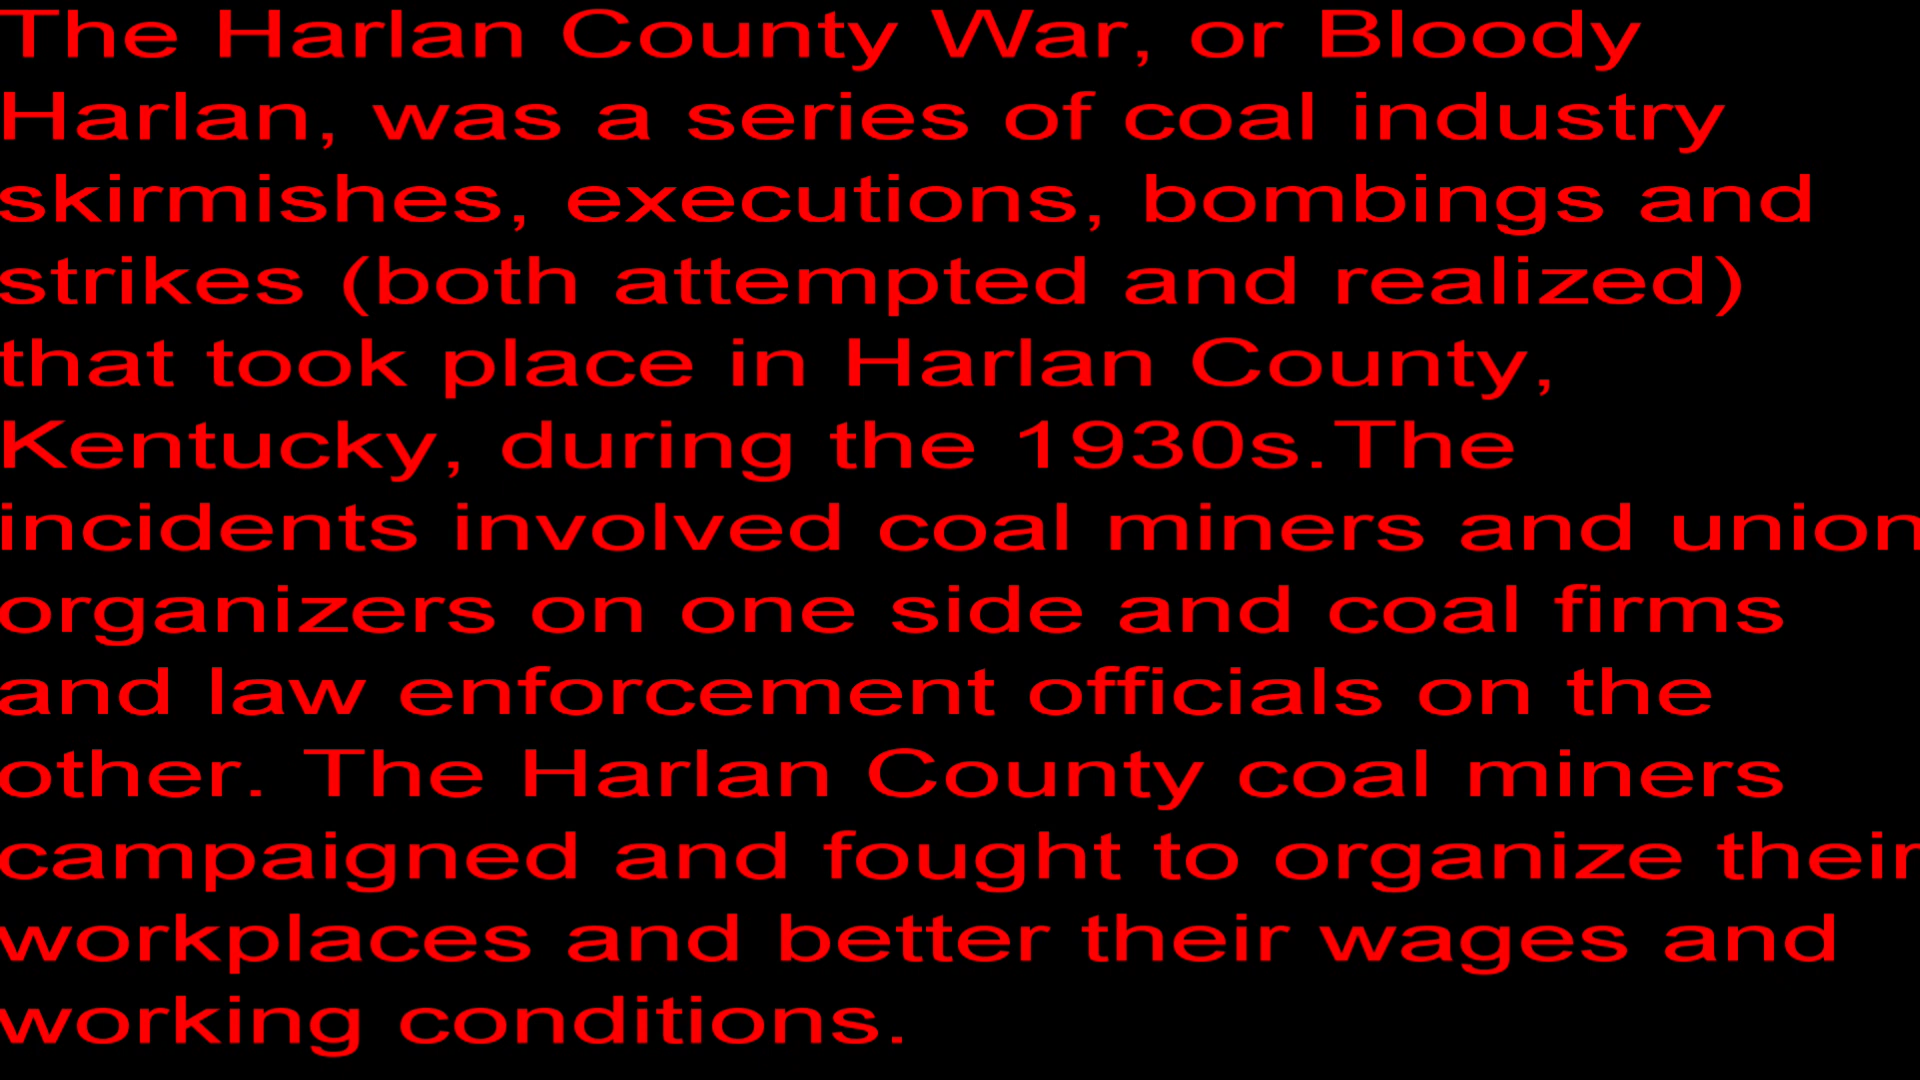 The Harlan County War, or Bloody
Harlan, was a series of coal industry
skirmishes, executions, bombings and
strikes (both attempted and realized)
that took place in Harlan County,
Kentucky, during the 1930s.The
incidents involved coal miners and union
organizers on one side and coal firms
and law enforcement officials on the
other. The Harlan County coal miners
campaigned and fought to organize their
workplaces and better their wages and
working conditions.